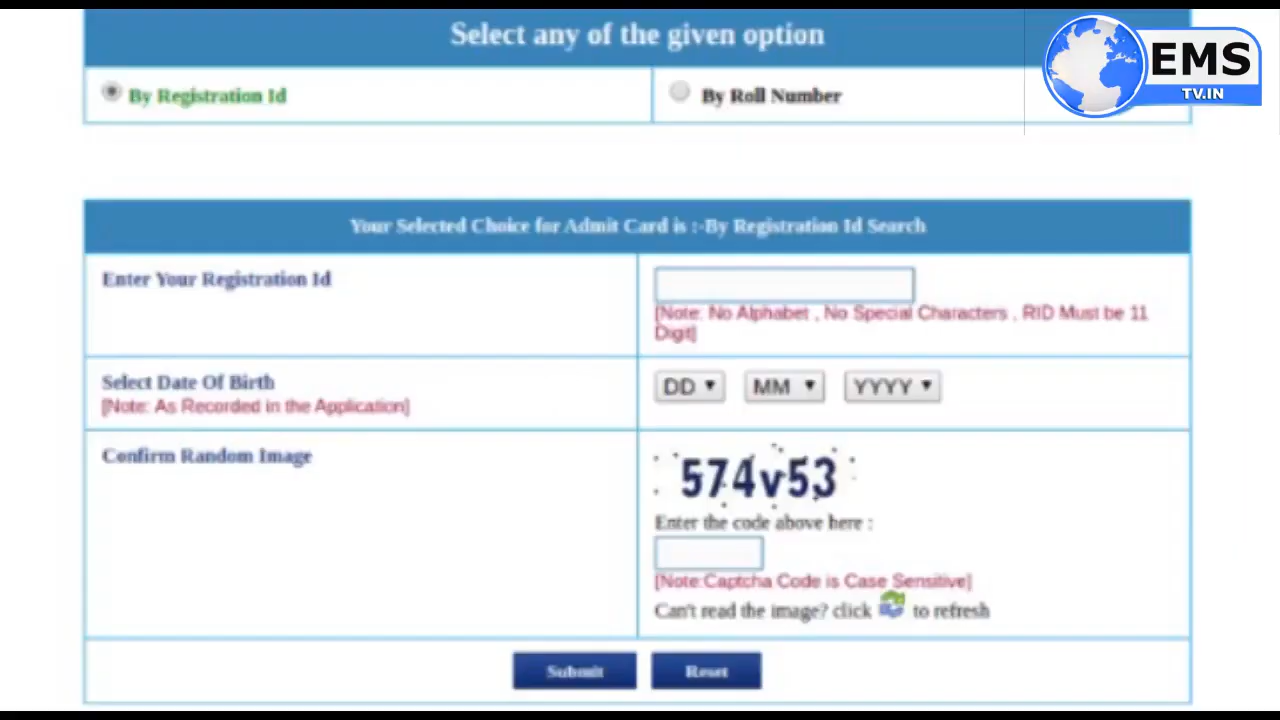 Select any of the given option
EMS
TV.IN
By Registration Id
By Roll Number
Your Selected Choice for Admit Card is :-By Registration Id Search
Enter Your Registration Id
[Note: No Alphabet , No Special Characters , RID Must be 11
Digit]
Select Date Of Birth
[Note: As Recorded in the Application]
DD MM YYYY
Confirm Random Image
574v53
Enter the code above here :
[Note:Captcha Code is Case Sensitive]
Can't read the image? click to refresh
Submit Reset